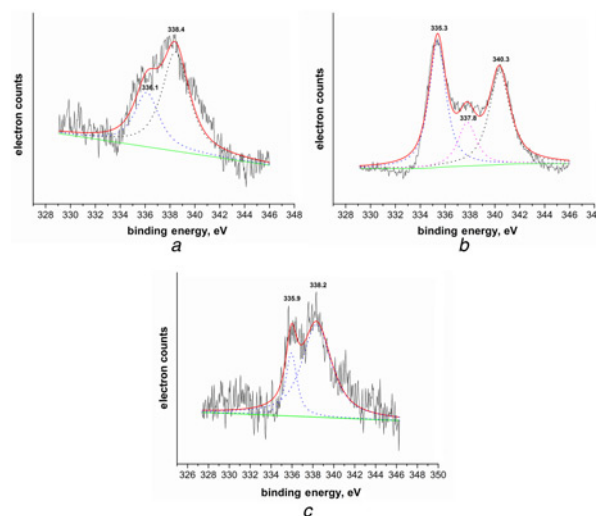 338.4
336.1
electron counts
328 330 332 334 336 338 340 342 344 346 348
binding energy, eV
a
335.3
340.3
337.8
electron counts
328 330 332 334 336 338 340 342 344 346 348
binding energy, eV
b
335.9
338.2
electron counts
326 328 330 332 334 336 338 340 342 344 346 348 350
binding energy, eV
c